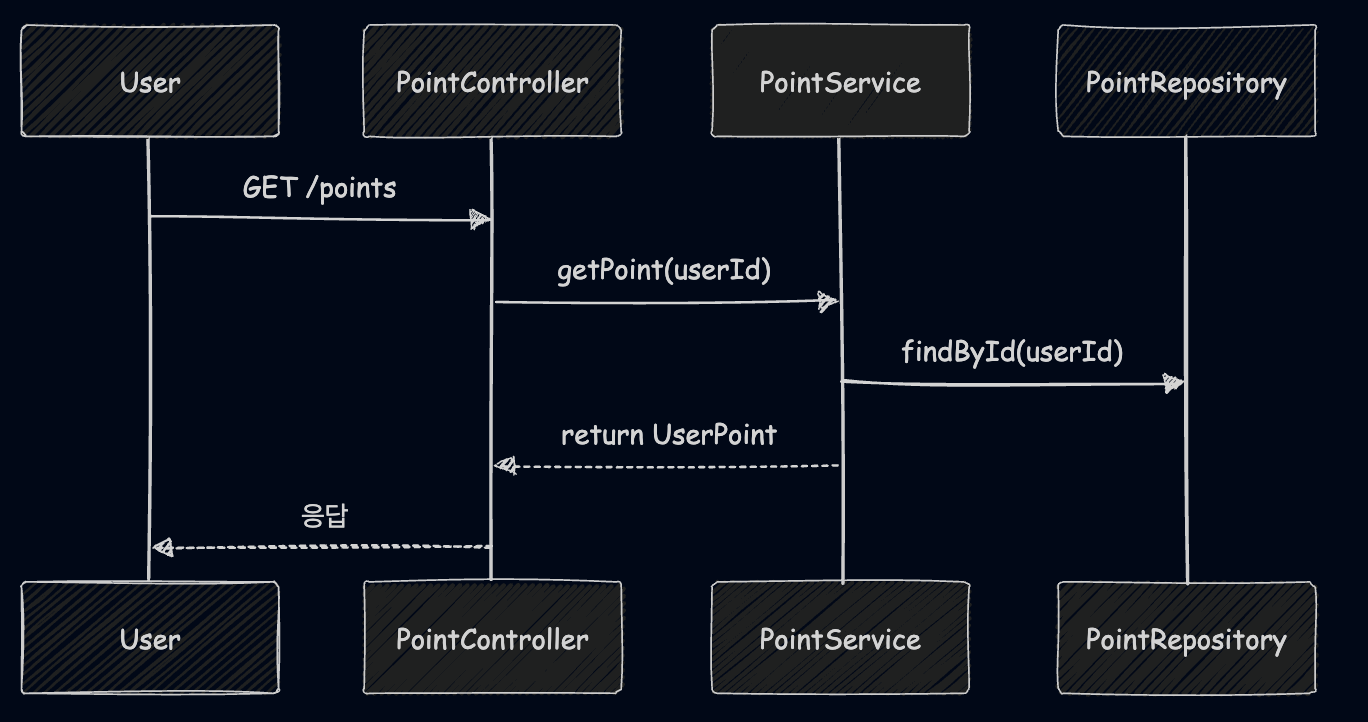 User
PointController
PointService
PointRepository
GET /points
getPoint(userId)
findById(userId)
return UserPoint
응답
User
PointController
PointService
PointRepository